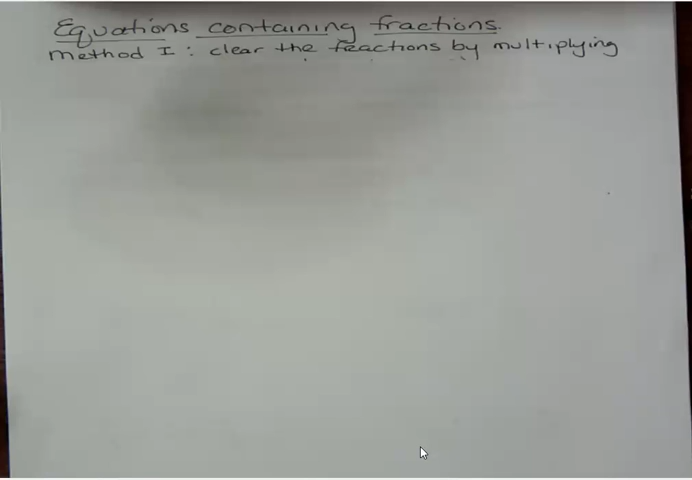 Equations containing fractions.
Method I : clear the fractions by multiplying